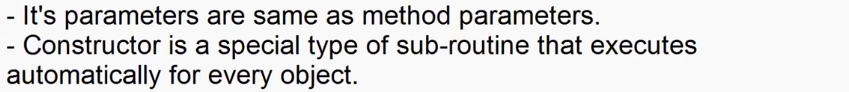 - It's parameters are same as method parameters.
- Constructor is a special type of sub-routine that executes
automatically for every object.